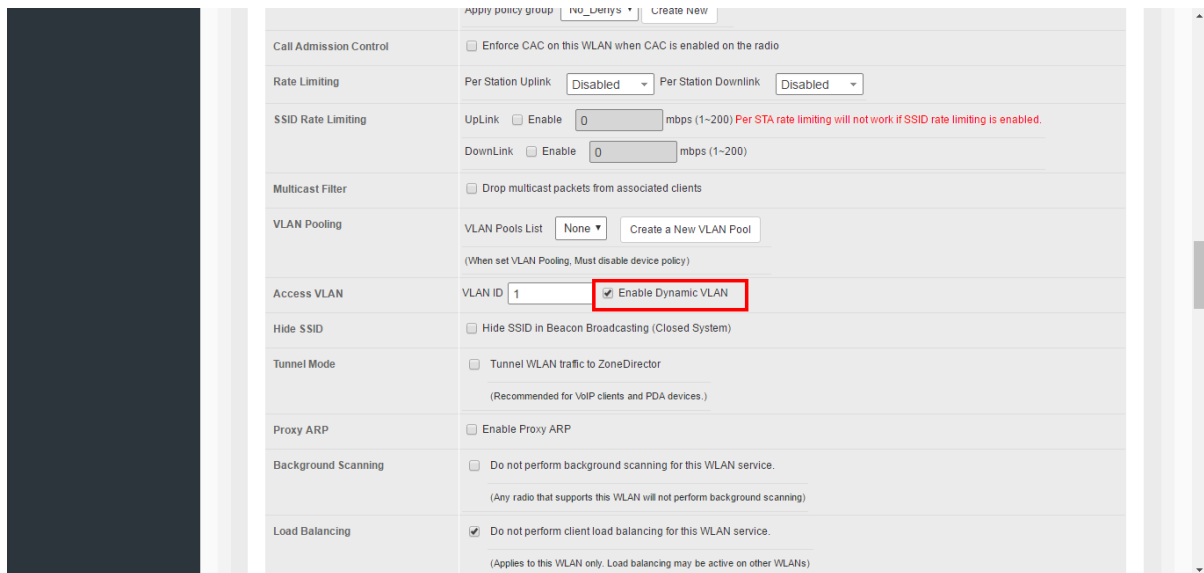 Apply policy group No_Denys Create New
Call Admission Control Enforce CAC on this WLAN when CAC is enabled on the radio
Rate Limiting Per Station Uplink Disabled Per Station Downlink Disabled
SSID Rate Limiting UpLink Enable 0 mbps (1~200) Per STA rate limiting will not work if SSID rate limiting is enabled.
DownLink Enable 0 mbps (1~200)
Multicast Filter Drop multicast packets from associated clients
VLAN Pooling VLAN Pools List None Create a New VLAN Pool
(When set VLAN Pooling, Must disable device policy)
Access VLAN VLAN ID 1 Enable Dynamic VLAN
Hide SSID Hide SSID in Beacon Broadcasting (Closed System)
Tunnel Mode Tunnel WLAN traffic to ZoneDirector
(Recommended for VoIP clients and PDA devices.)
Proxy ARP Enable Proxy ARP
Background Scanning Do not perform background scanning for this WLAN service.
(Any radio that supports this WLAN will not perform background scanning)
Load Balancing Do not perform client load balancing for this WLAN service.
(Applies to this WLAN only. Load balancing may be active on other WLANs)